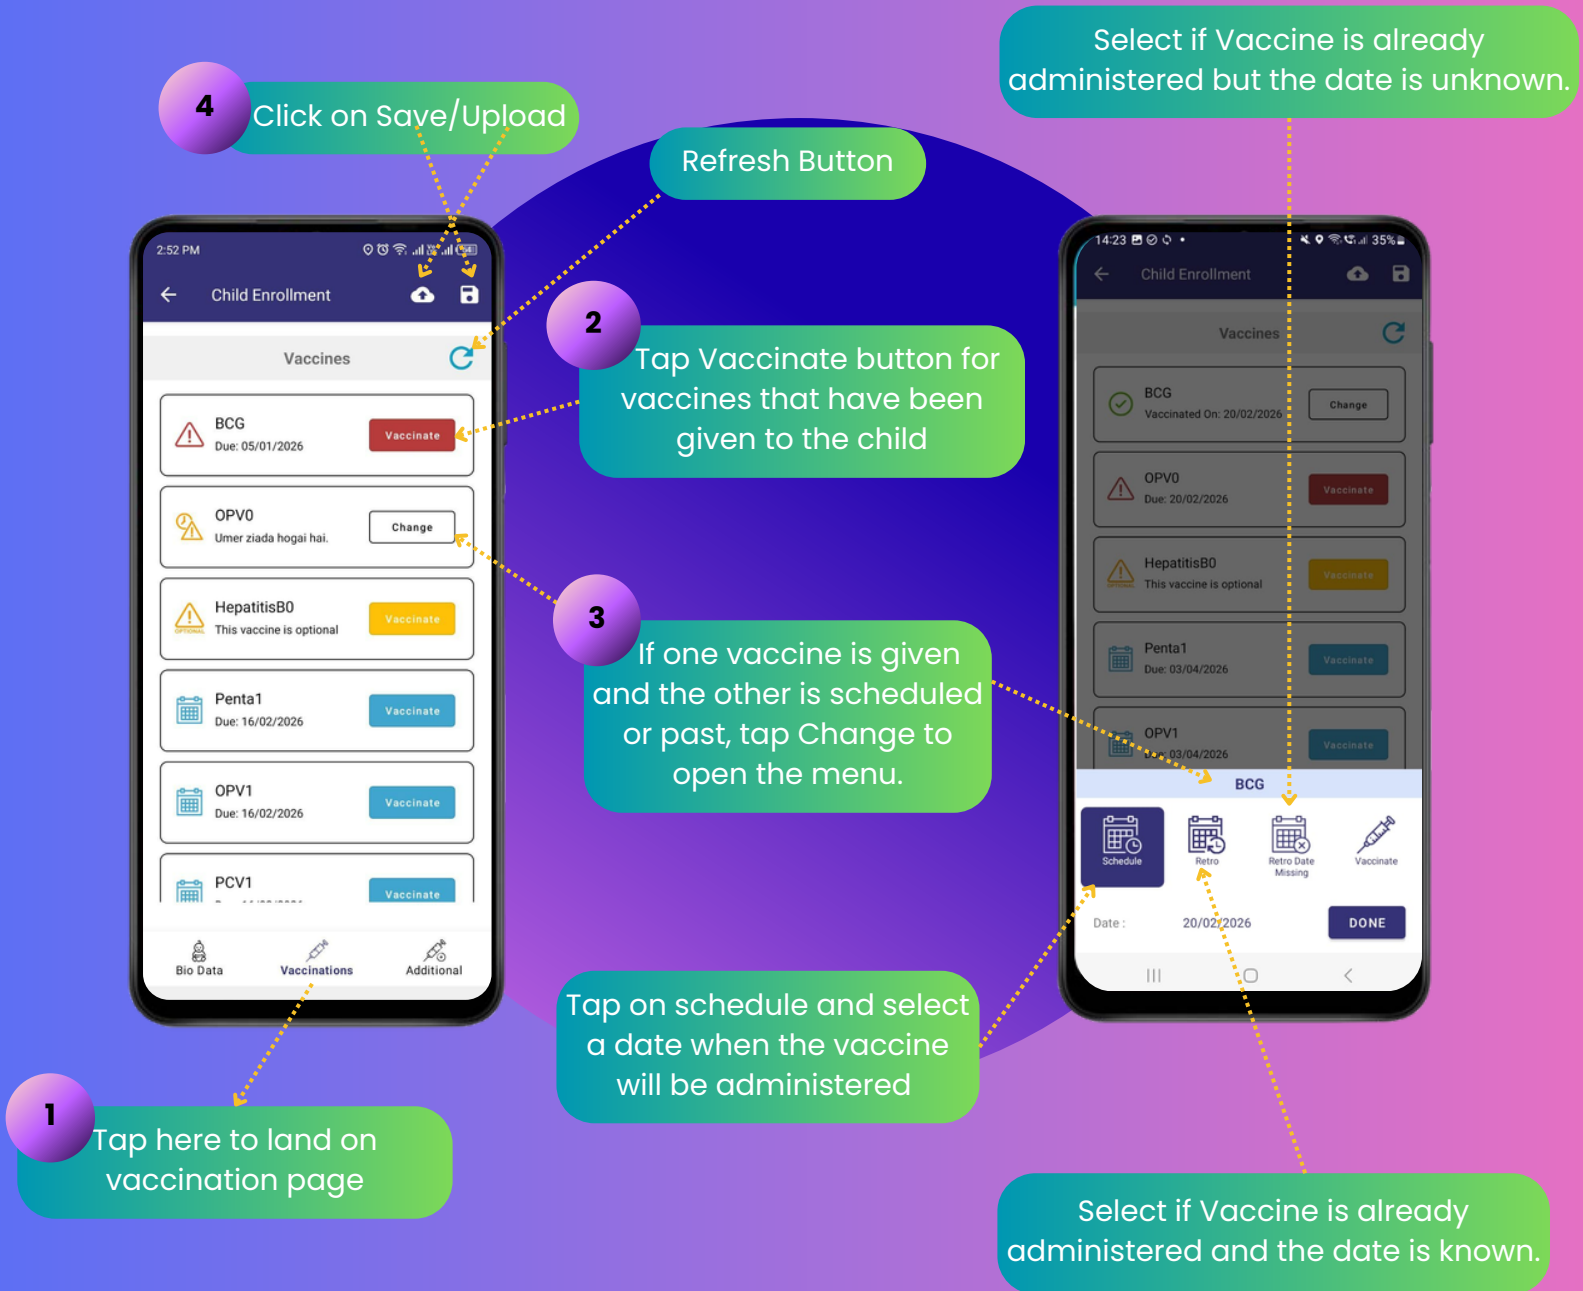 Select if Vaccine is already
administered but the date is unknown.
4
Click on Save/Upload
Refresh Button
2:52 PM
Child Enrollment
Vaccines
BCG
Due: 05/01/2026
Vaccinate
OPV0
Umer ziada hogai hai.
Change
HepatitisB0
This vaccine is optional
OPTIONAL
Vaccinate
Penta1
Due: 16/02/2026
Vaccinate
OPV1
Due: 16/02/2026
Vaccinate
PCV1
Vaccinate
Bio Data
Vaccinations
Additional
2
Tap Vaccinate button for
vaccines that have been
given to the child
3
If one vaccine is given
and the other is scheduled
or past, tap Change to
open the menu.
14:23
35%
Child Enrollment
Vaccines
BCG
Vaccinated On: 20/02/2026
Change
OPV0
Due: 20/02/2026
Vaccinate
HepatitisB0
This vaccine is optional
OPTIONAL
Vaccinate
Penta1
Due: 03/04/2026
Vaccinate
OPV1
Due: 03/04/2026
Vaccinate
BCG
Schedule
Retro
Retro Date
Missing
Vaccinate
Date :
20/02/2026
DONE
Tap on schedule and select
a date when the vaccine
will be administered
1
Tap here to land on
vaccination page
Select if Vaccine is already
administered and the date is known.